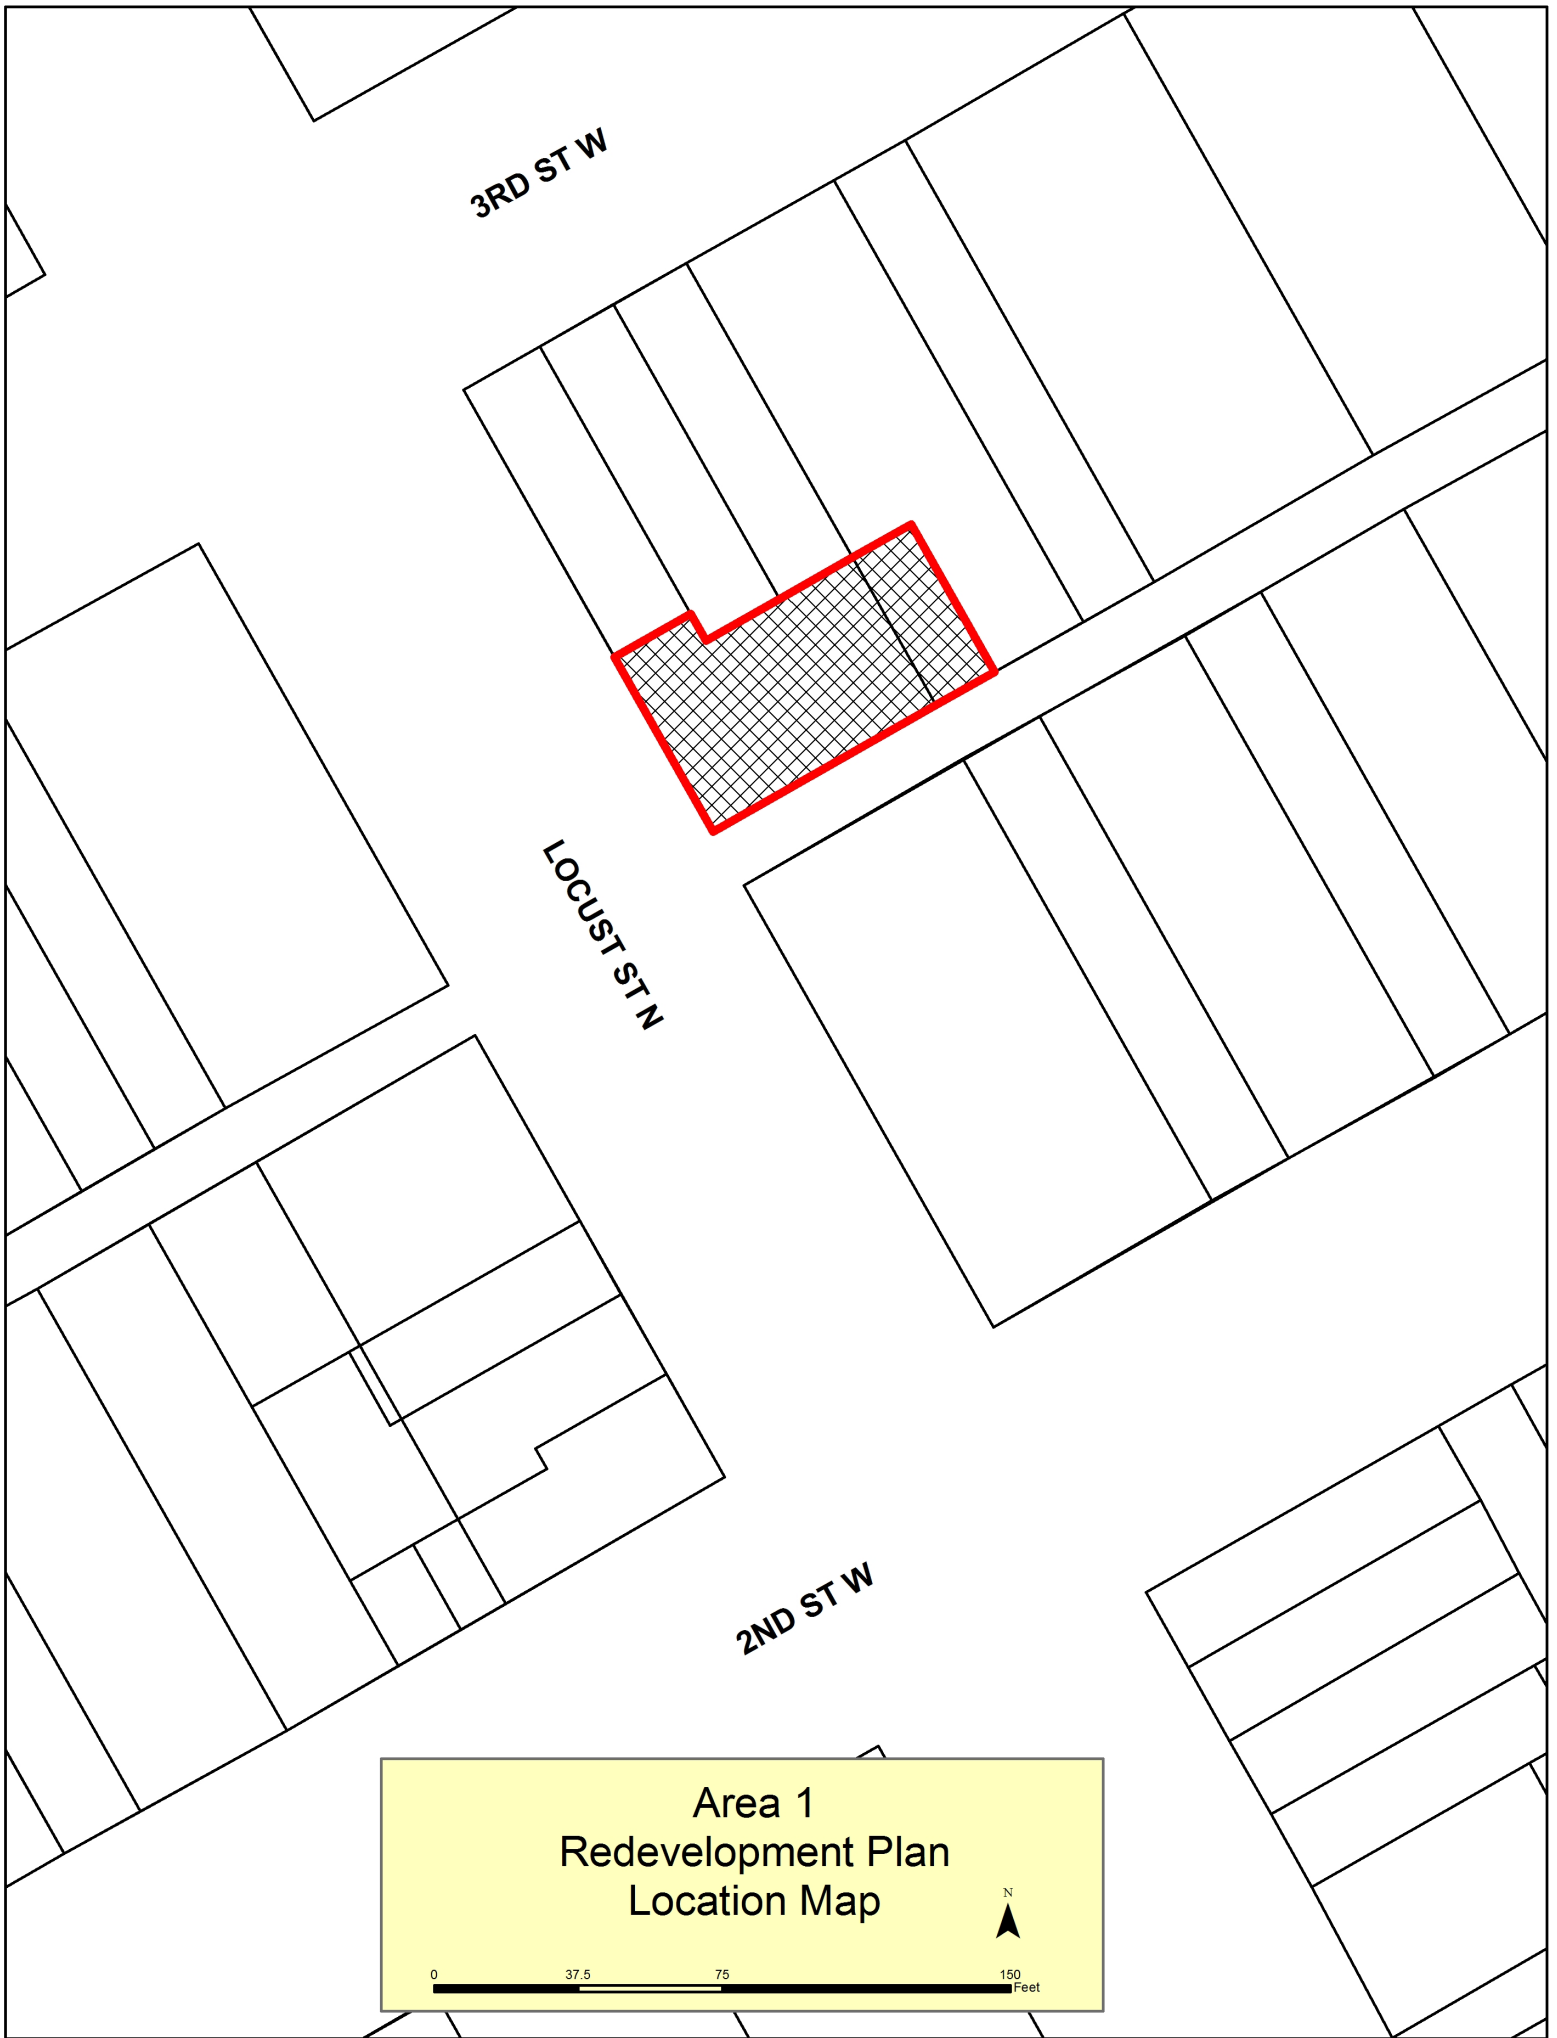 3RD ST W
LOCUST ST N
2ND ST W
Area 1
Redevelopment Plan
Location Map
N
0 37.5 75 150
Feet